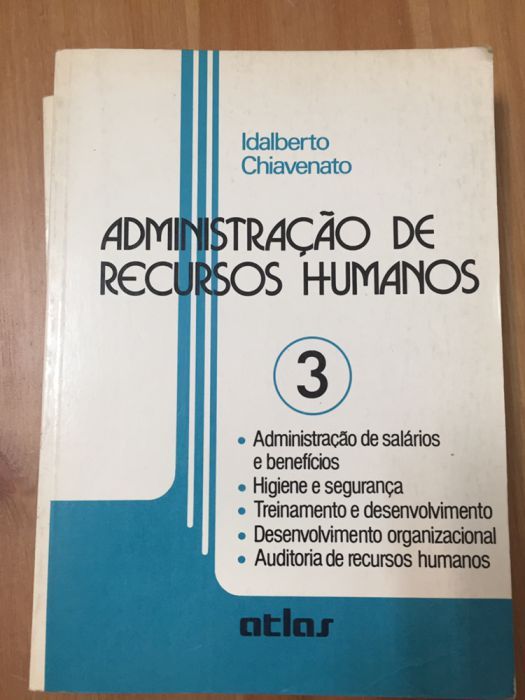 Idalberto
Chiavenato
ADMINISTRAÇÃO DE
RECURSOS HUMANOS
3
• Administração de salários
e benefícios
• Higiene e segurança
• Treinamento e desenvolvimento
• Desenvolvimento organizacional
• Auditoria de recursos humanos
atlas